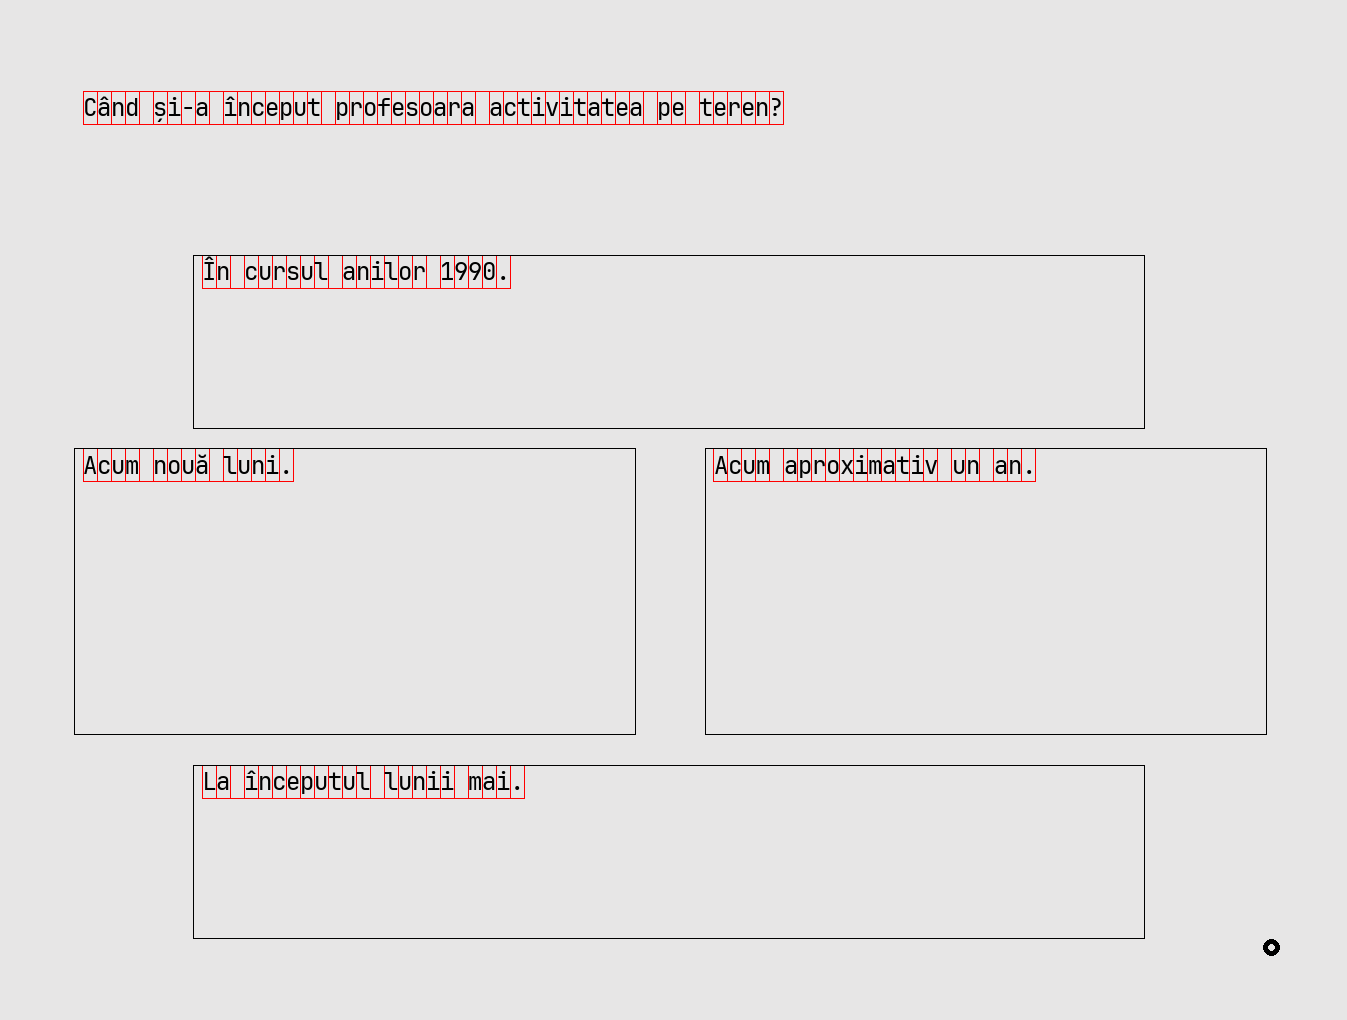 Când și-a început profesoara activitatea pe teren?
În cursul anilor 1990.
Acum nouă luni.
Acum aproximativ un an.
La începutul lunii mai.